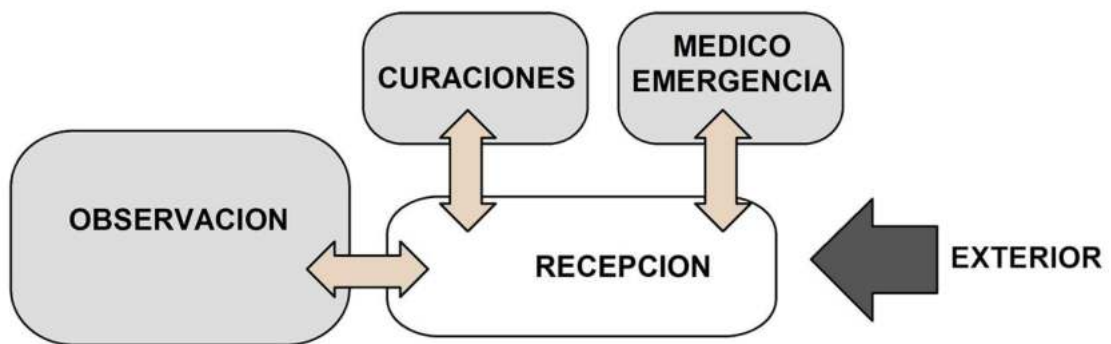 CURACIONES
MEDICO
EMERGENCIA
OBSERVACION
RECEPCION
EXTERIOR